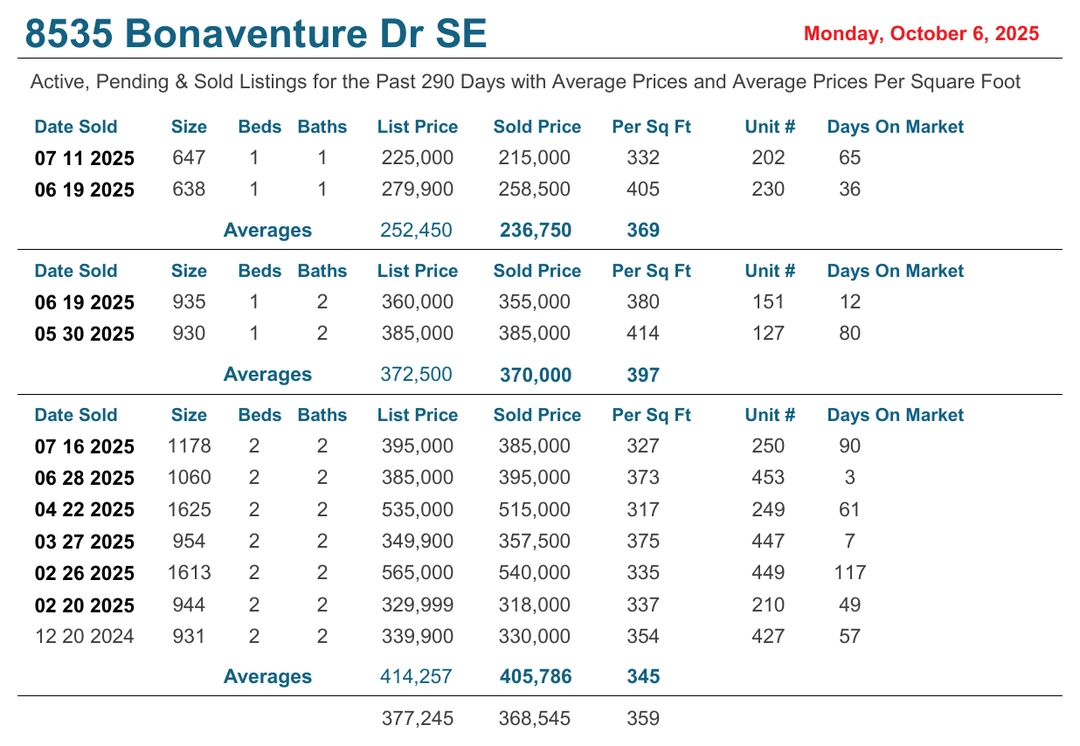 8535 Bonaventure Dr SE Monday, October 6, 2025
Active, Pending & Sold Listings for the Past 290 Days with Average Prices and Average Prices Per Square Foot
Date Sold Size Beds Baths List Price Sold Price Per Sq Ft Unit # Days On Market
07 11 2025 647 1 1 225,000 215,000 332 202 65
06 19 2025 638 1 1 279,900 258,500 405 230 36
Averages 252,450 236,750 369
Date Sold Size Beds Baths List Price Sold Price Per Sq Ft Unit # Days On Market
06 19 2025 935 1 2 360,000 355,000 380 151 12
05 30 2025 930 1 2 385,000 385,000 414 127 80
Averages 372,500 370,000 397
Date Sold Size Beds Baths List Price Sold Price Per Sq Ft Unit # Days On Market
07 16 2025 1178 2 2 395,000 385,000 327 250 90
06 28 2025 1060 2 2 385,000 395,000 373 453 3
04 22 2025 1625 2 2 535,000 515,000 317 249 61
03 27 2025 954 2 2 349,900 357,500 375 447 7
02 26 2025 1613 2 2 565,000 540,000 335 449 117
02 20 2025 944 2 2 329,999 318,000 337 210 49
12 20 2024 931 2 2 339,900 330,000 354 427 57
Averages 414,257 405,786 345
377,245 368,545 359